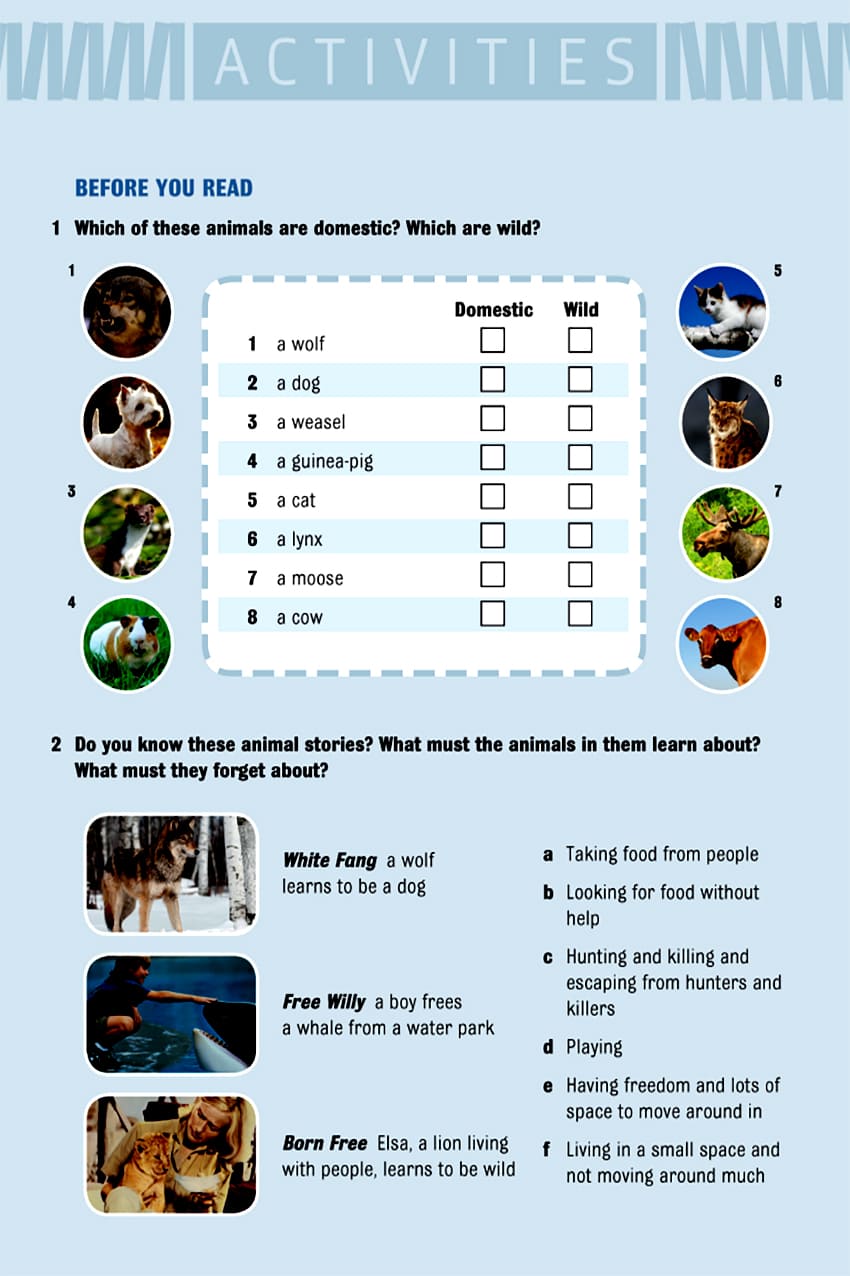 ACTIVITIES
BEFORE YOU READ
1 Which of these animals are domestic? Which are wild?
1
3
4
5
6
7
8
Domestic Wild
1 a wolf
2 a dog
3 a weasel
4 a guinea-pig
5 a cat
6 a lynx
7 a moose
8 a cow
2 Do you know these animal stories? What must the animals in them learn about?
What must they forget about?
White Fang a wolf
learns to be a dog
Free Willy a boy frees
a whale from a water park
Born Free Elsa, a lion living
with people, learns to be wild
a Taking food from people
b Looking for food without
help
c Hunting and killing and
escaping from hunters and
killers
d Playing
e Having freedom and lots of
space to move around in
f Living in a small space and
not moving around much